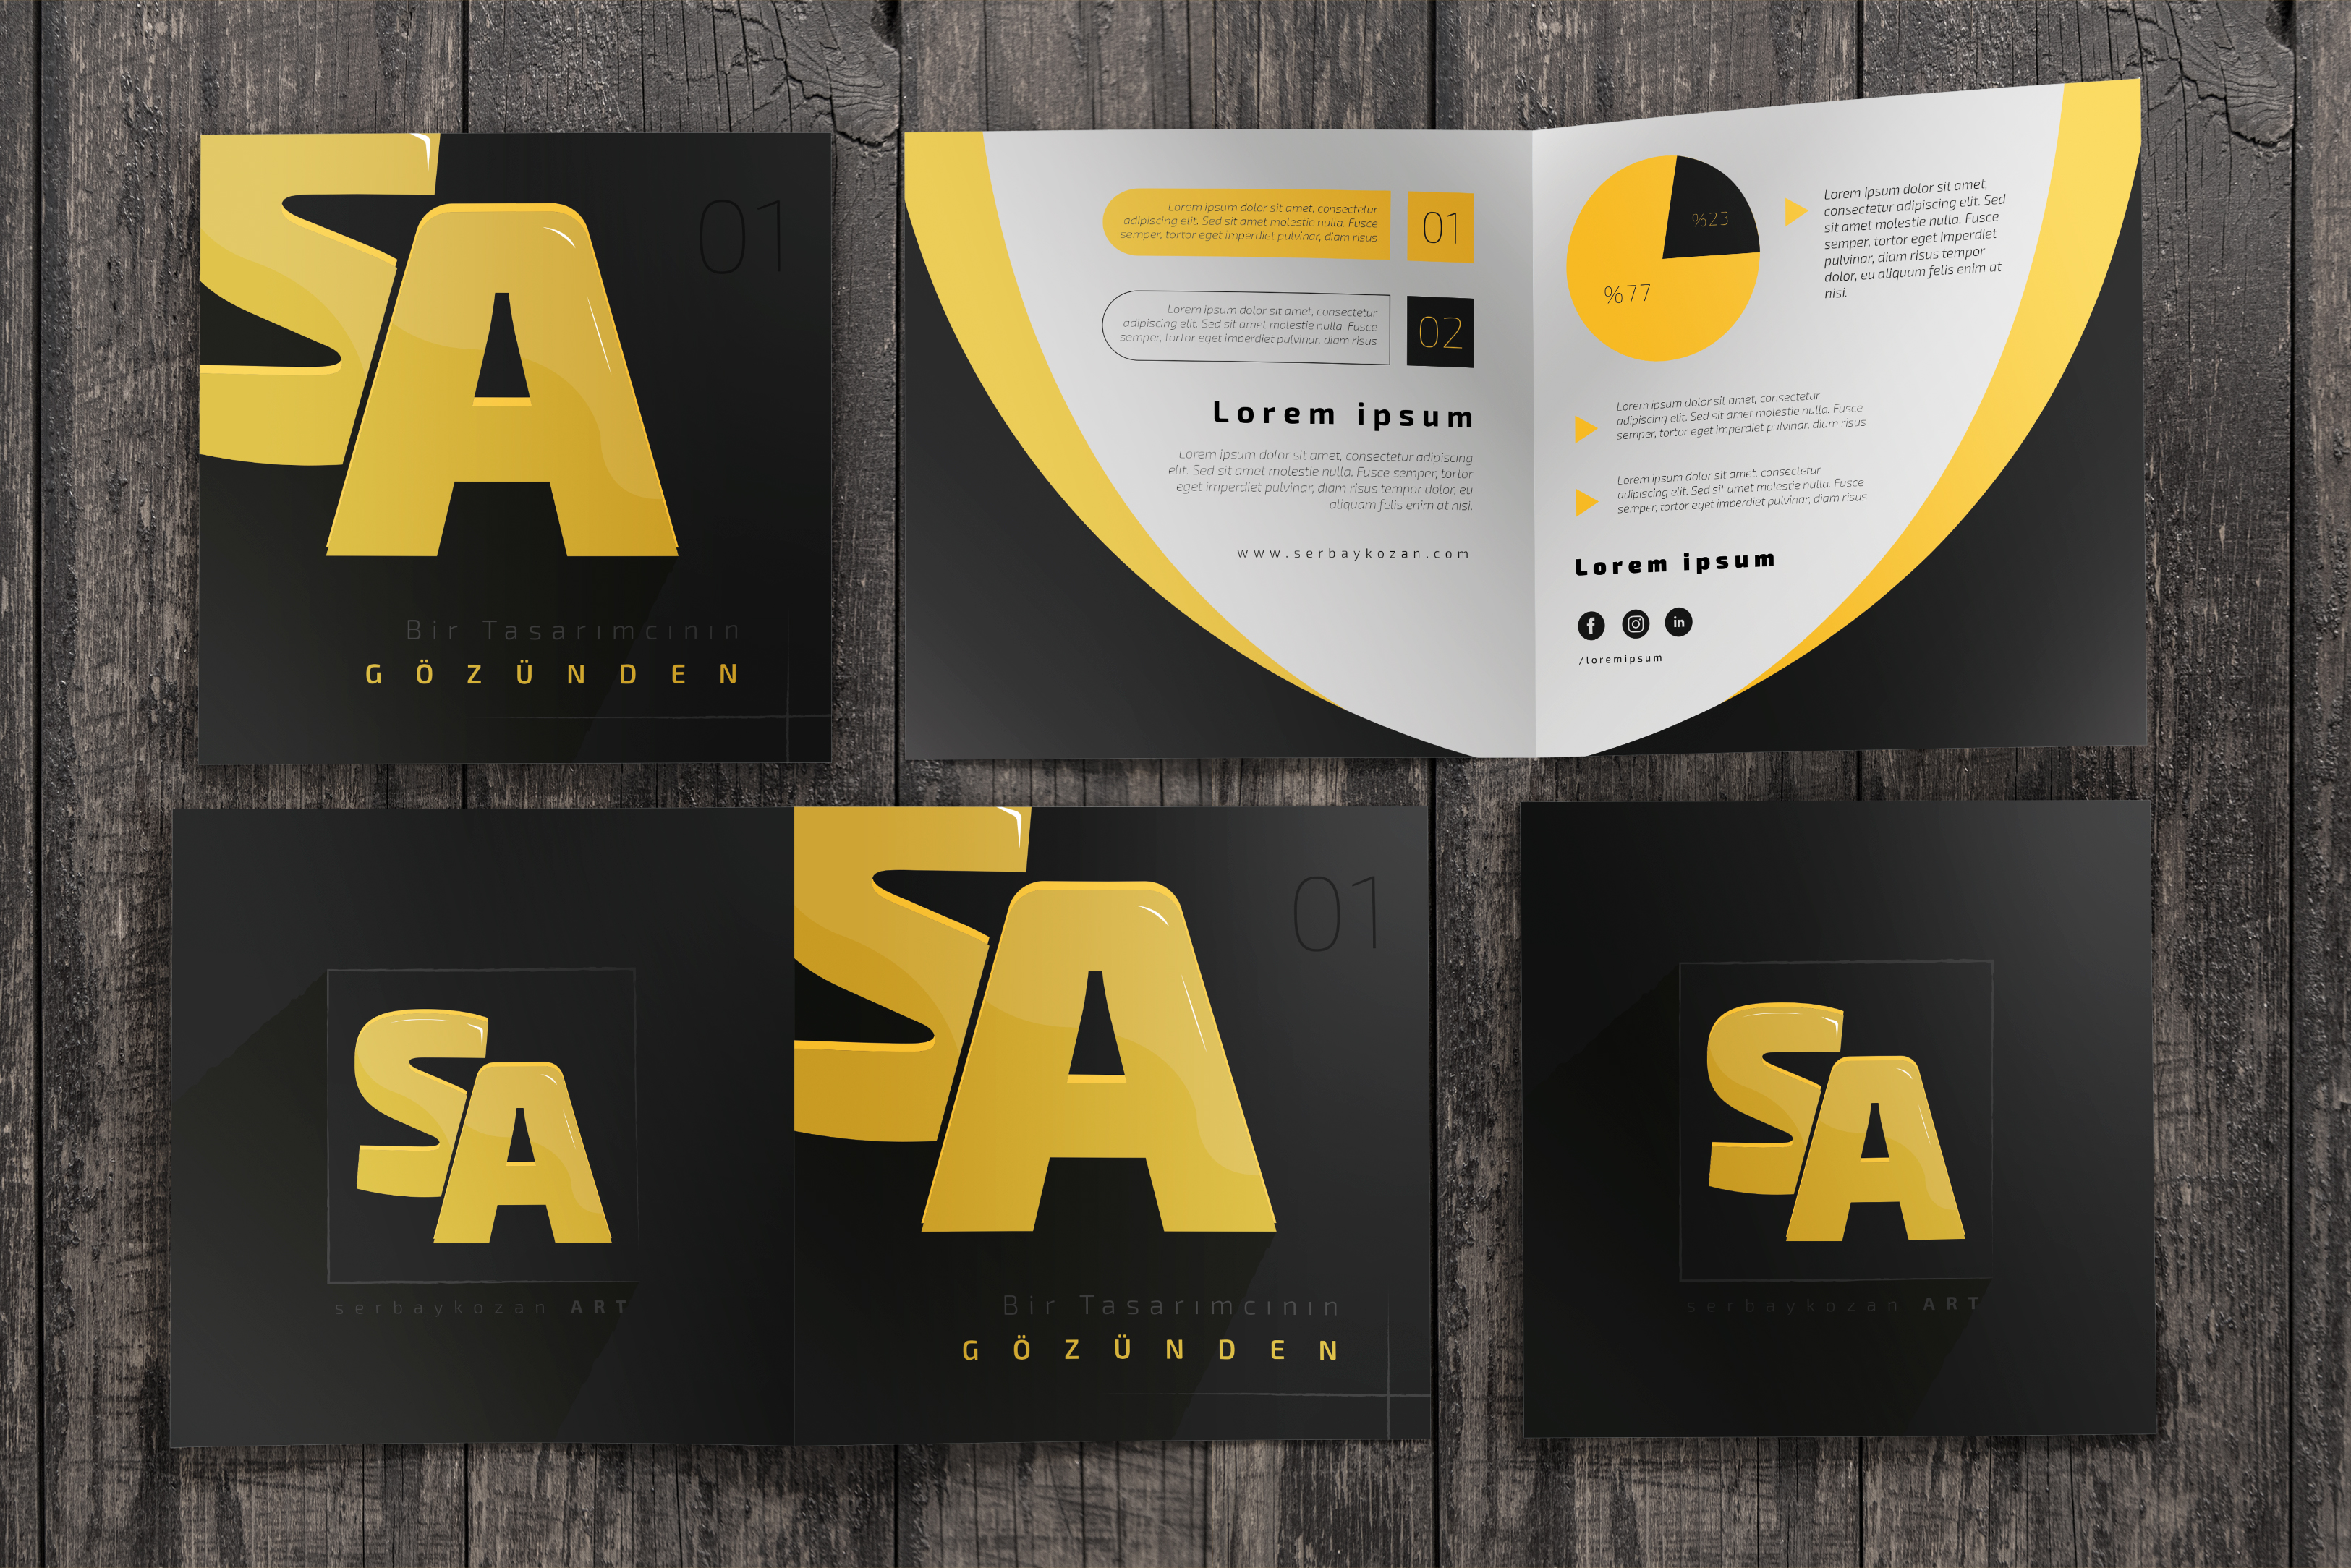 SA
01
Bir Tasarımcının
GÖZÜNDEN
Lorem ipsum dolor sit amet, consectetur
adipiscing elit. Sed sit amet molestie nulla. Fusce
semper, tortor eget imperdiet pulvinar, diam risus
01
Lorem ipsum dolor sit amet, consectetur
adipiscing elit. Sed sit amet molestie nulla. Fusce
semper, tortor eget imperdiet pulvinar, diam risus
02
Lorem ipsum
Lorem ipsum dolor sit amet, consectetur adipiscing
elit. Sed sit amet molestie nulla. Fusce semper, tortor
eget imperdiet pulvinar, diam risus tempor dolor, eu
aliquam felis enim at nisi.
www.serbaykozan.com
%23
%77
Lorem ipsum dolor sit amet,
consectetur adipiscing elit. Sed
sit amet molestie nulla. Fusce
semper, tortor eget imperdiet
pulvinar, diam risus tempor
dolor, eu aliquam felis enim at
nisi.
Lorem ipsum dolor sit amet, consectetur
adipiscing elit. Sed sit amet molestie nulla. Fusce
semper, tortor eget imperdiet pulvinar, diam risus
Lorem ipsum dolor sit amet, consectetur
adipiscing elit. Sed sit amet molestie nulla. Fusce
semper, tortor eget imperdiet pulvinar, diam risus
Lorem ipsum
f
in
/loremipsum
SA
serbaykozan ART
SA
01
Bir Tasarımcının
GÖZÜNDEN
SA
serbaykozan ART